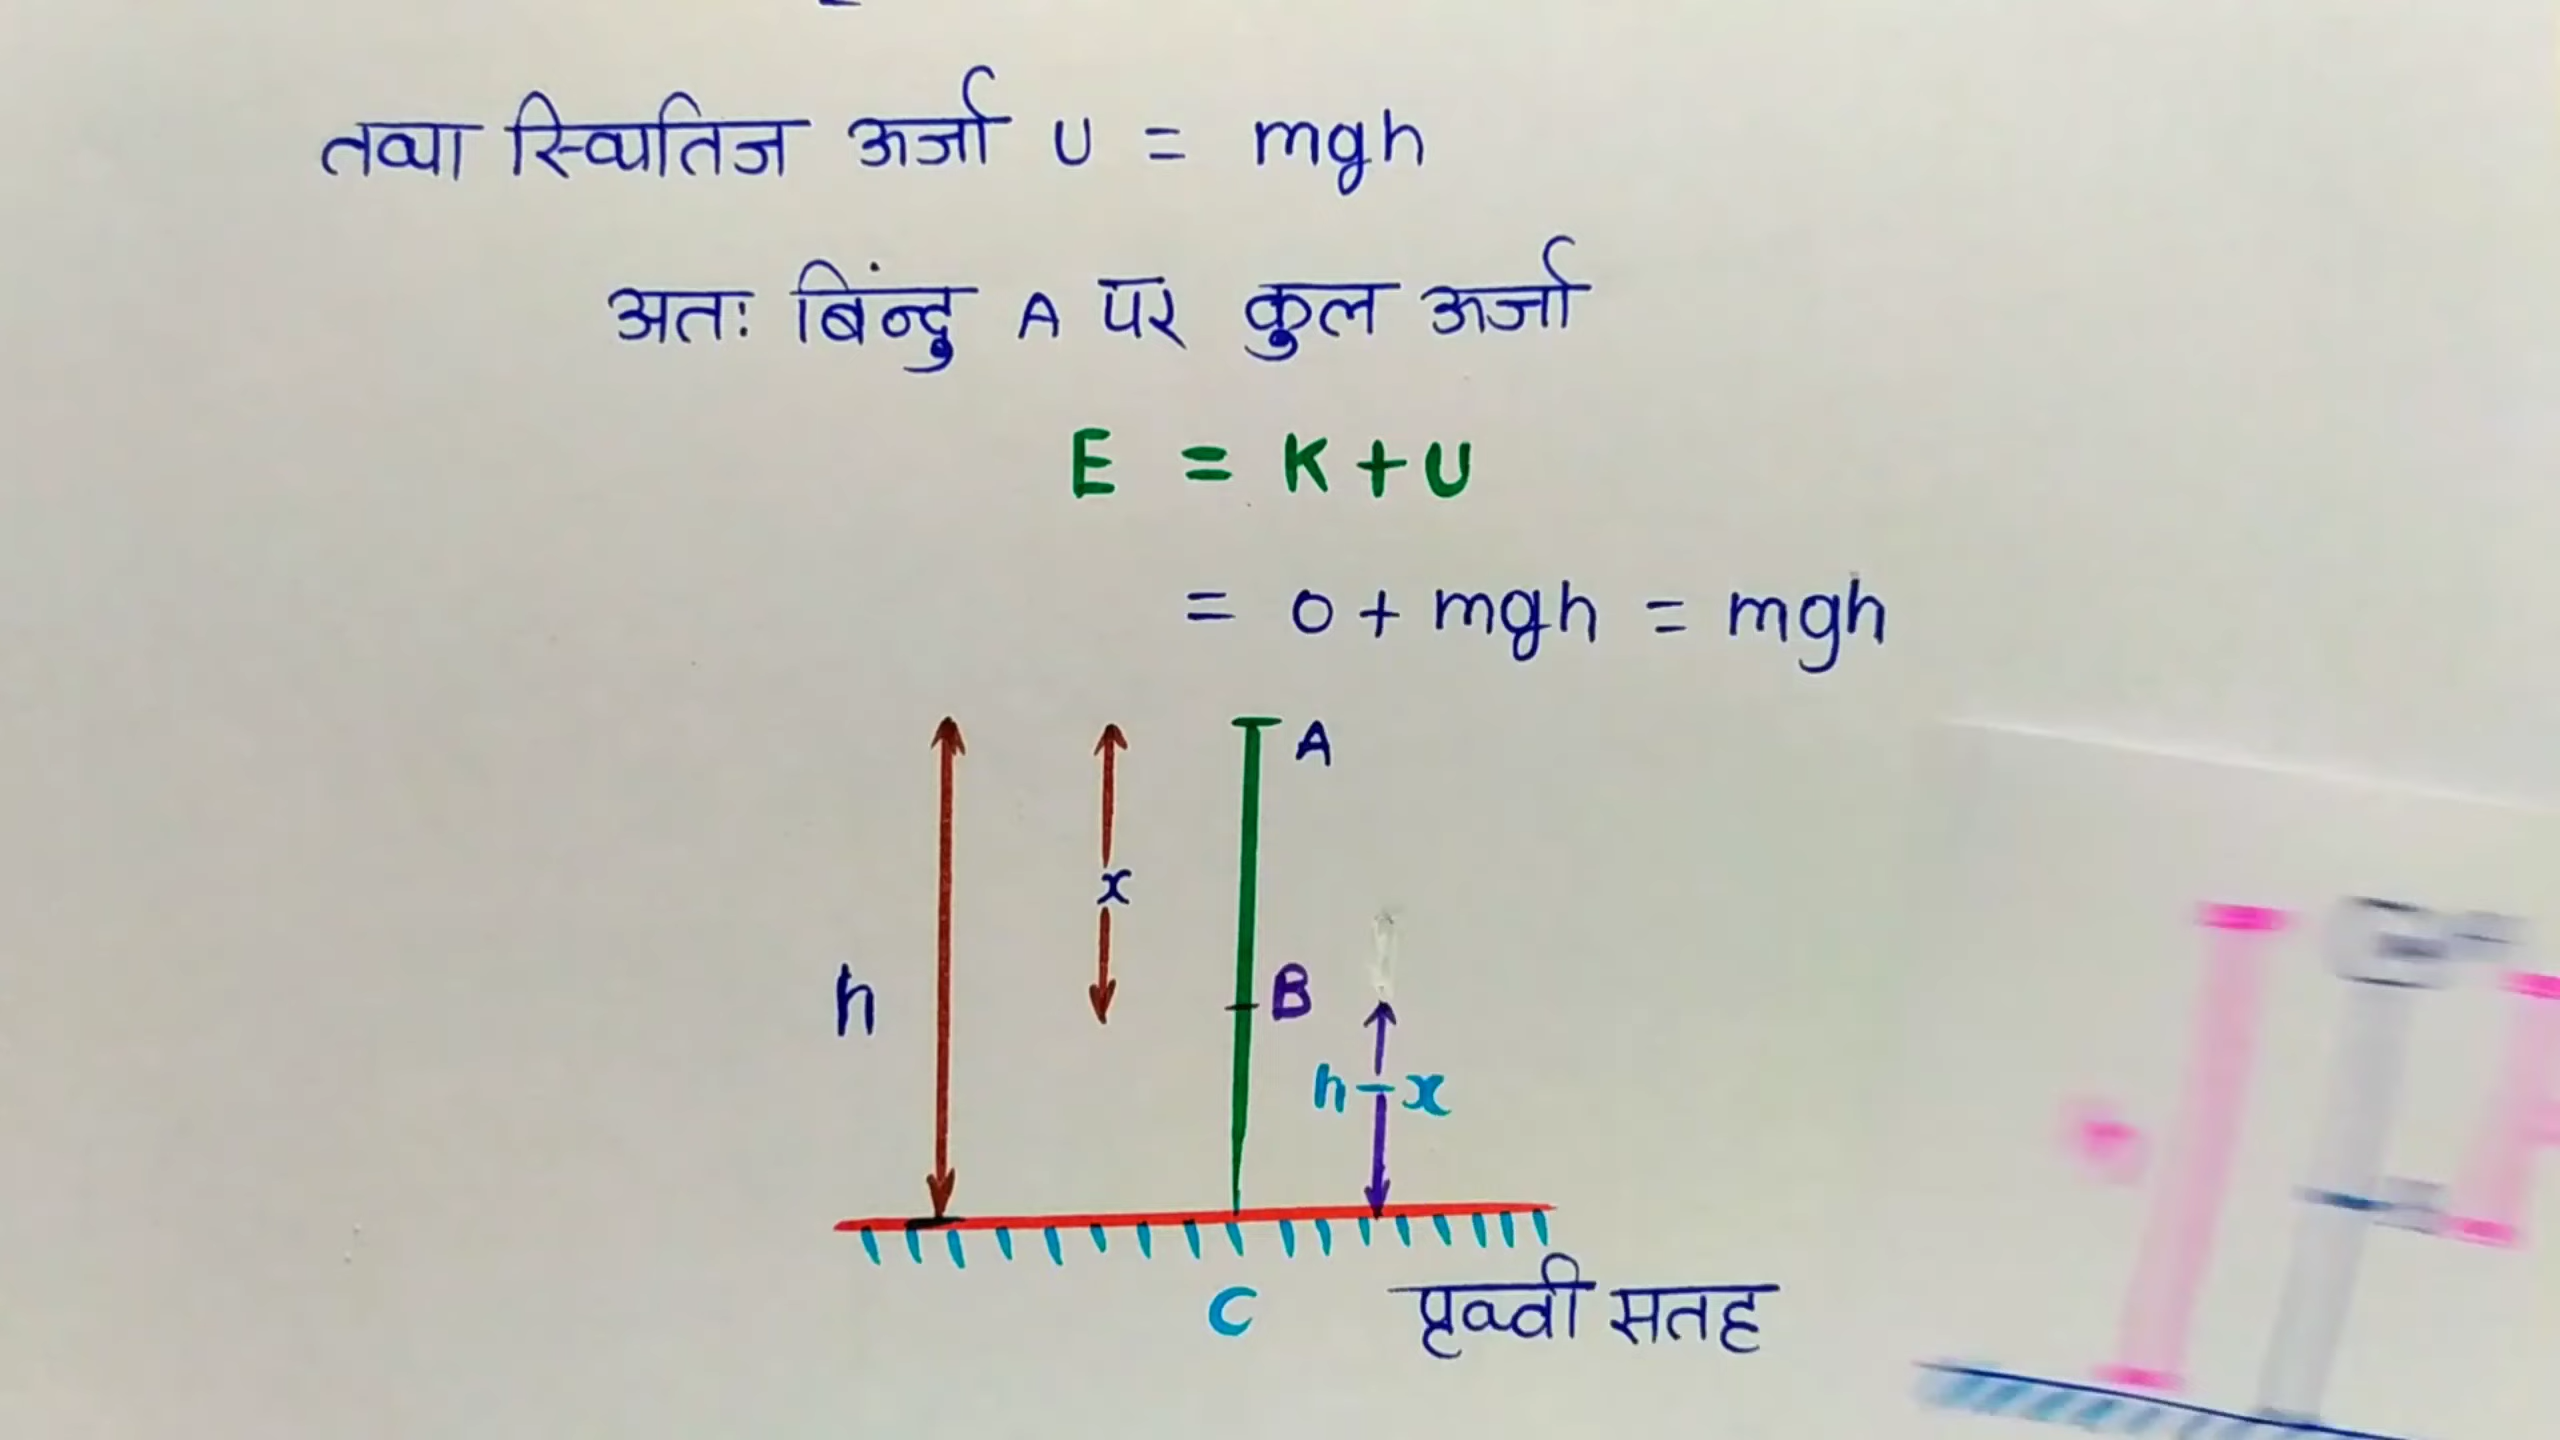 तथा स्थितिज ऊर्जा U = mgh
अतः बिंन्दु A पर कुल ऊर्जा
E = K + U
= 0 + mgh = mgh
A
x
h
B
h - x
C
पृथ्वी सतह